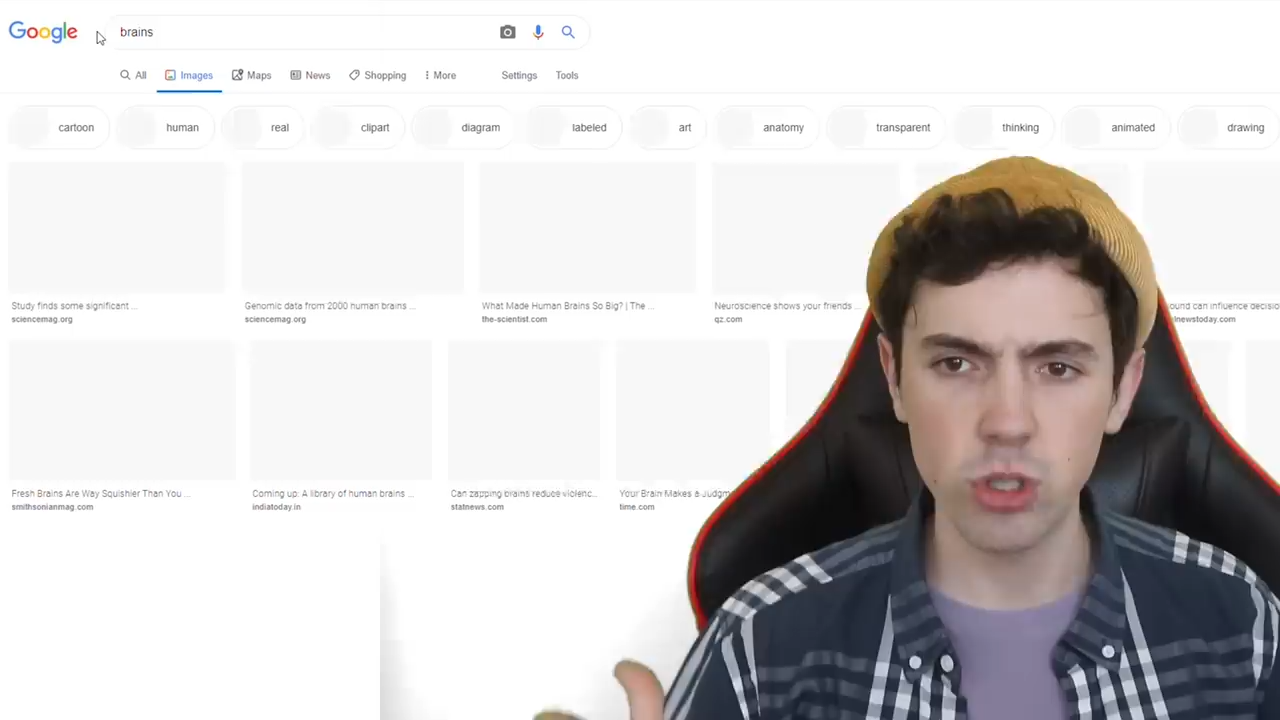 Google
brains
All Images Maps News Shopping More Settings Tools
cartoon human real clipart diagram labeled art anatomy transparent thinking animated drawing
Study finds some significant ... Genomic data from 2000 human brains ... What Made Human Brains So Big? | The ... Neuroscience shows your friends ... ound can influence decisio
sciencemag.org sciencemag.org the-scientist.com qz.com lnewstoday.com
Fresh Brains Are Way Squishier Than You ... Coming up: A library of human brains ... Can zapping brains reduce violenc... Your Brain Makes a Judgm
smithsonianmag.com indiatoday.in statnews.com time.com